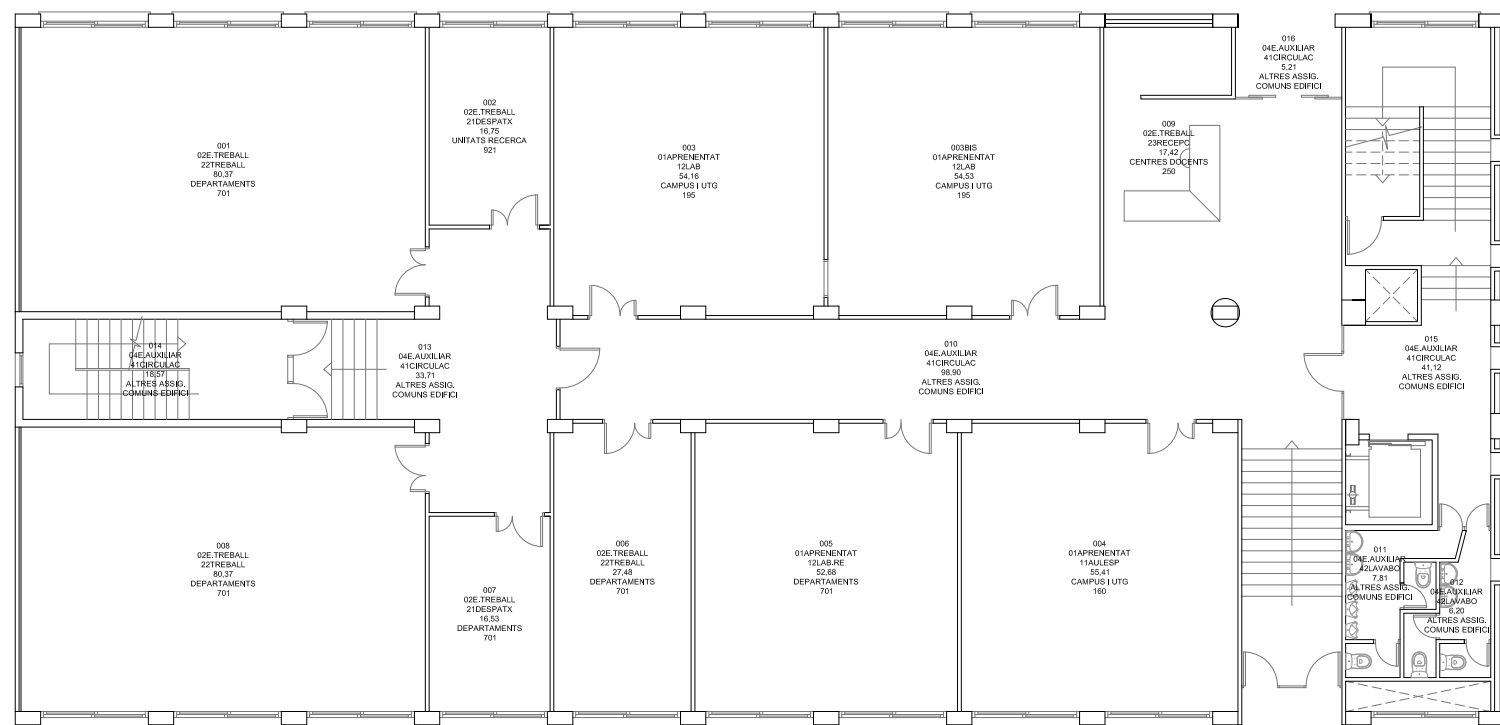 016
04E.AUXILIAR
41CIRCULAC
5,21
ALTRES ASSIG.
COMUNS EDIFICI
002
02E.TREBALL
21DESPATX
16,75
UNITATS RECERCA
921
009
02E.TREBALL
23RECEPC
17,42
CENTRES DOCENTS
250
001
02E.TREBALL
22TREBALL
80,37
DEPARTAMENTS
701
003
01APRENENTAT
12LAB
54,16
CAMPUS I UTG
195
003BIS
01APRENENTAT
12LAB
54,53
CAMPUS I UTG
195
014
04E.AUXILIAR
41CIRCULAC
18,57
ALTRES ASSIG.
COMUNS EDIFICI
013
04E.AUXILIAR
41CIRCULAC
33,71
ALTRES ASSIG.
COMUNS EDIFICI
010
04E.AUXILIAR
41CIRCULAC
98,90
ALTRES ASSIG.
COMUNS EDIFICI
015
04E.AUXILIAR
41CIRCULAC
41,12
ALTRES ASSIG.
COMUNS EDIFICI
008
02E.TREBALL
22TREBALL
80,37
DEPARTAMENTS
701
007
02E.TREBALL
21DESPATX
16,53
DEPARTAMENTS
701
006
02E.TREBALL
22TREBALL
27,48
DEPARTAMENTS
701
005
01APRENENTAT
12LAB.RE
52,68
DEPARTAMENTS
701
004
01APRENENTAT
11AULESP
55,41
CAMPUS I UTG
160
011
04E.AUXILIAR
42LAVABO
7,81
ALTRES ASSIG.
COMUNS EDIFICI
012
04E.AUXILIAR
42LAVABO
6,20
ALTRES ASSIG.
COMUNS EDIFICI